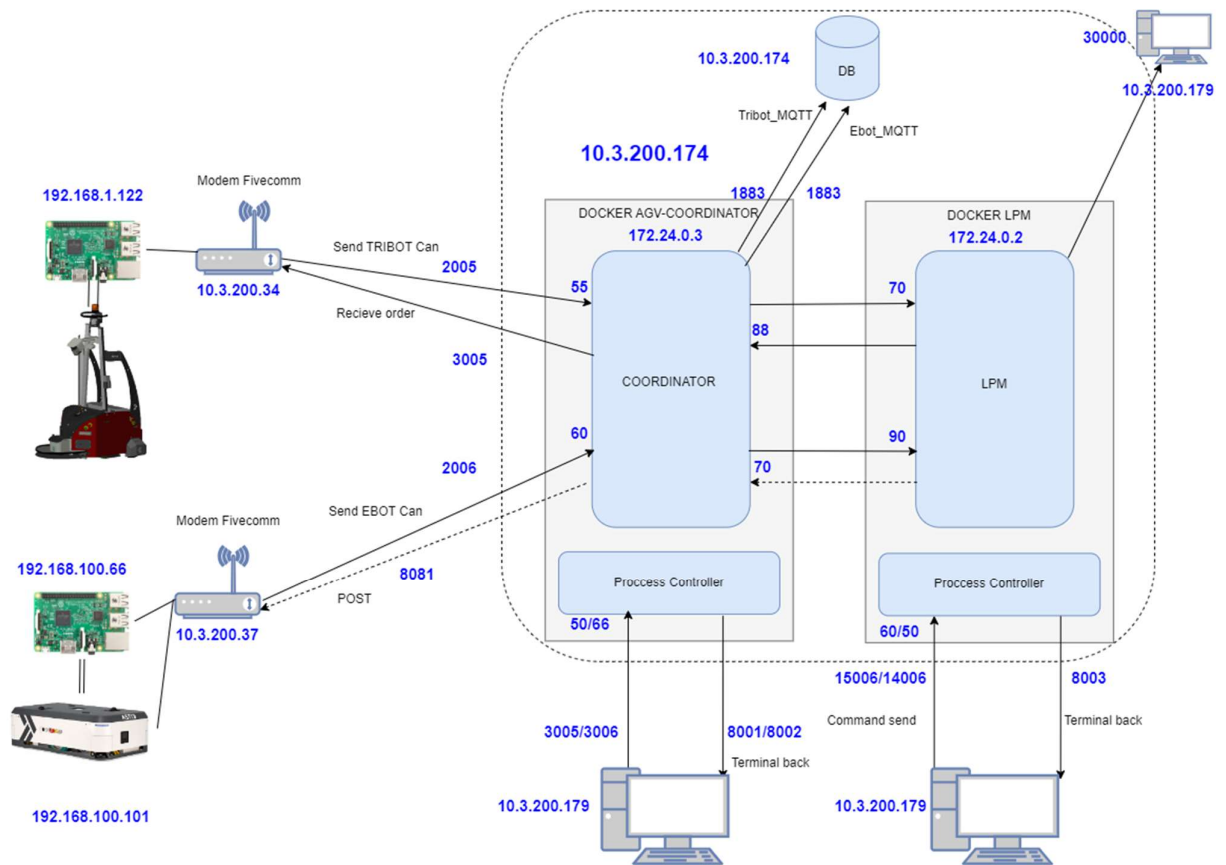 30000
10.3.200.179
10.3.200.174
DB
Tribot_MQTT
Ebot_MQTT
10.3.200.174
1883
1883
192.168.1.122
Modem Fivecomm
10.3.200.34
Send TRIBOT Can
2005
Recieve order
3005
DOCKER AGV-COORDINATOR
172.24.0.3
55
COORDINATOR
60
DOCKER LPM
172.24.0.2
70
88
LPM
90
70
2006
Send EBOT Can
Modem Fivecomm
8081
POST
192.168.100.66
10.3.200.37
192.168.100.101
Proccess Controller
50/66
Proccess Controller
60/50
3005/3006
8001/8002
Terminal back
10.3.200.179
15006/14006
Command send
8003
Terminal back
10.3.200.179